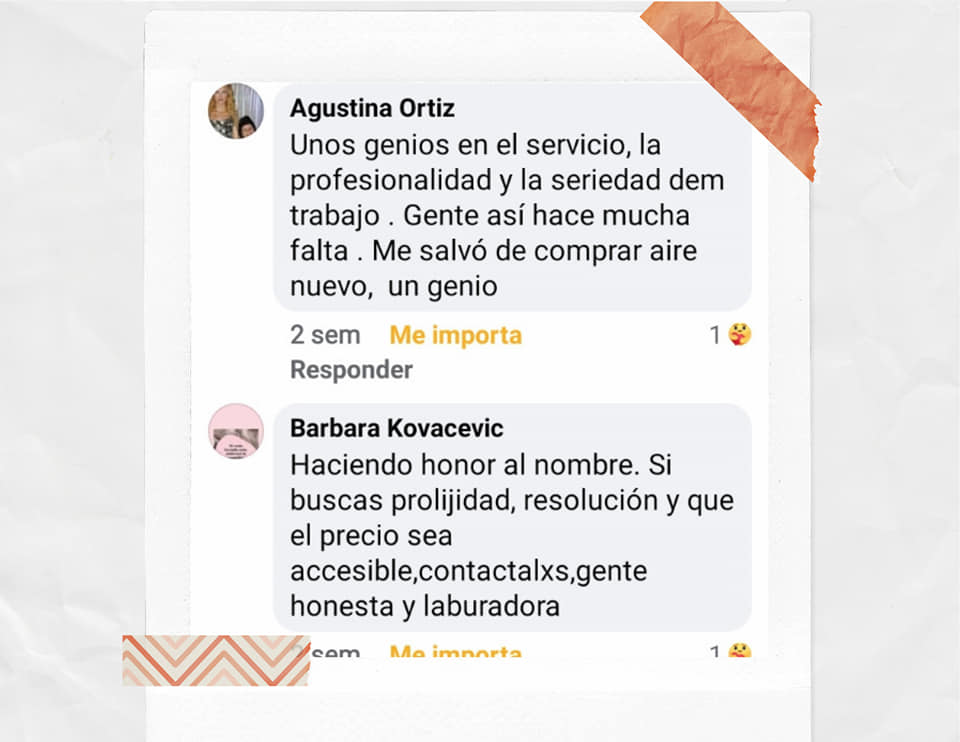 Agustina Ortiz
Unos genios en el servicio, la
profesionalidad y la seriedad dem
trabajo . Gente así hace mucha
falta . Me salvó de comprar aire
nuevo,  un genio
2 sem Me importa 1
Responder
Barbara Kovacevic
Haciendo honor al nombre. Si
buscas prolijidad, resolución y que
el precio sea
accesible,contactalxs,gente
honesta y laburadora
2 sem Me importa 1